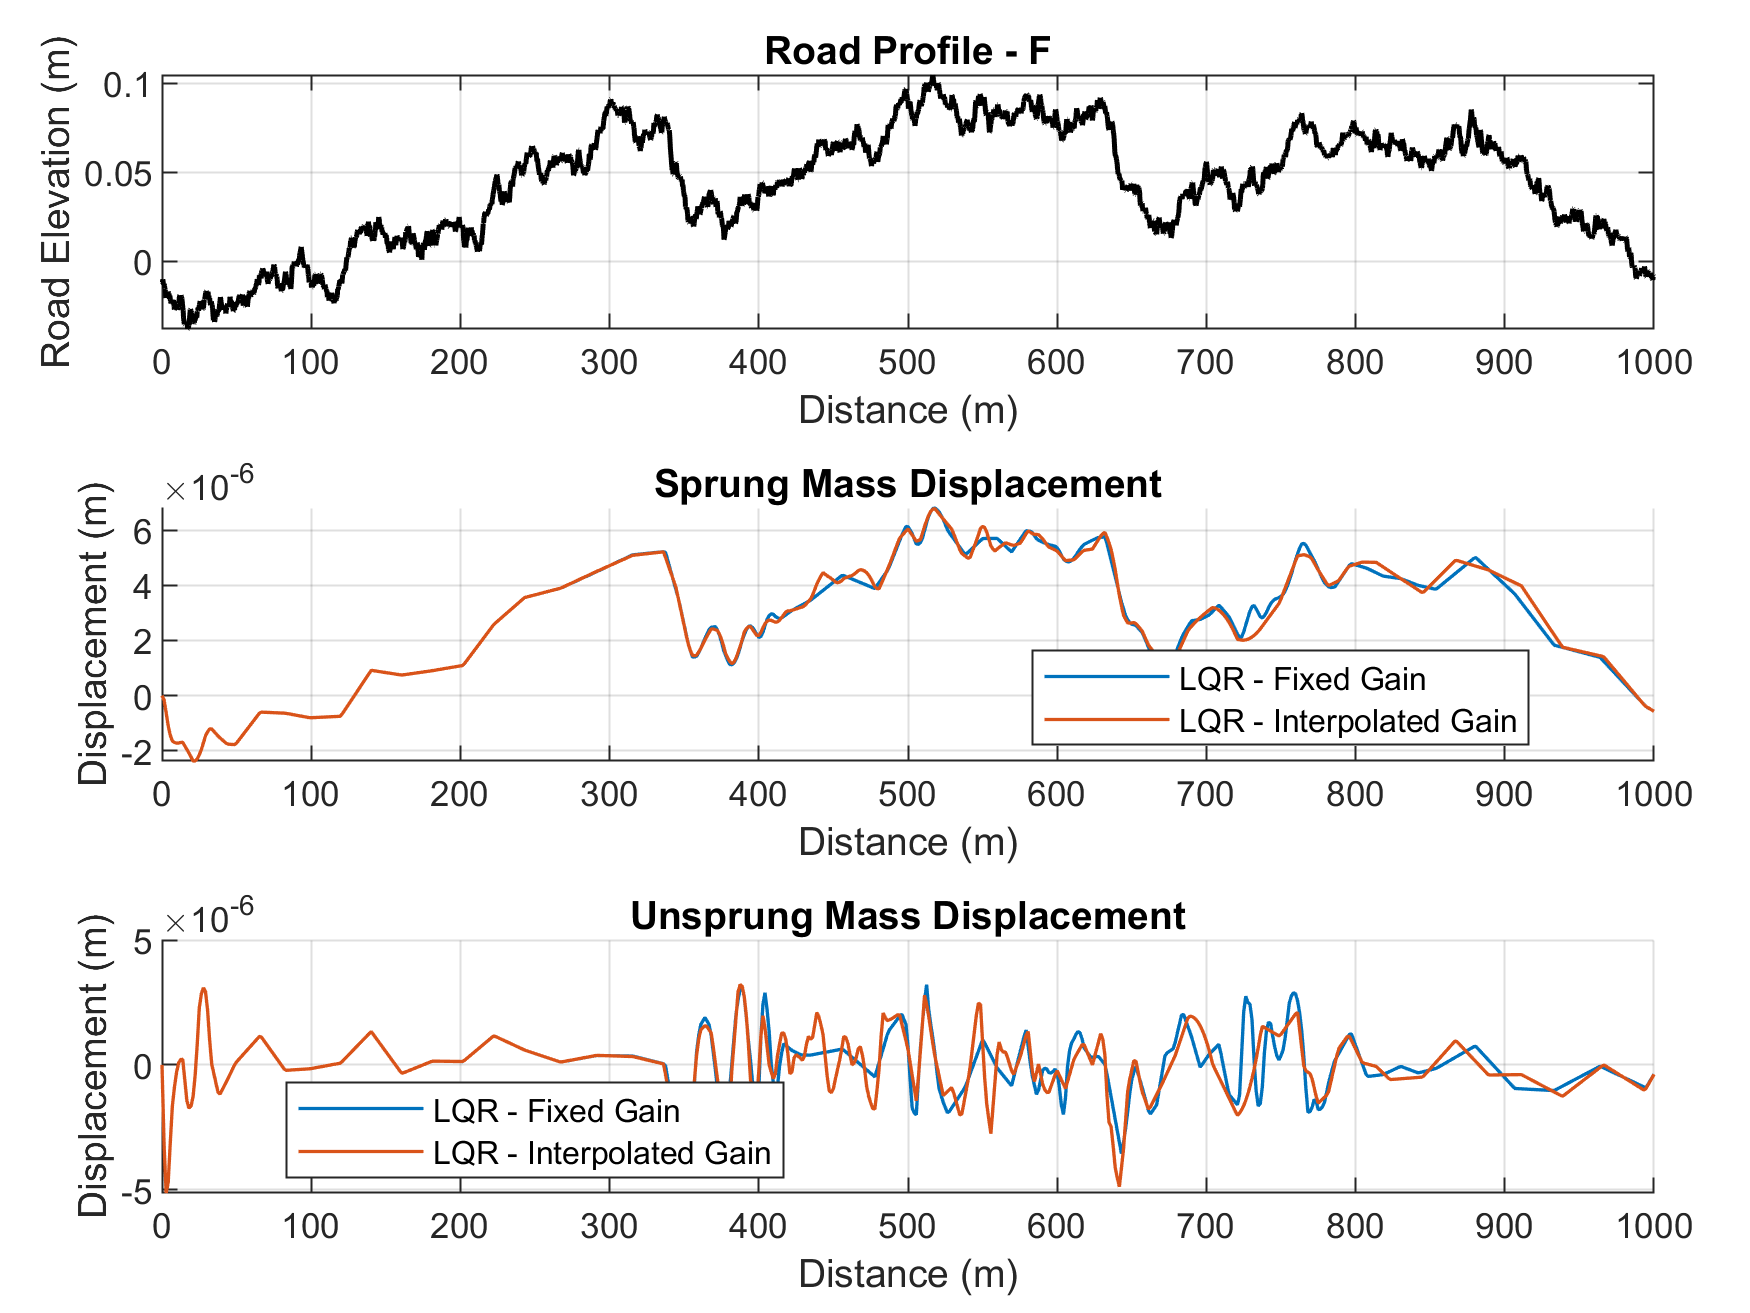 Road Profile - F
Road Elevation (m)
0.1
0.05
0
0 100 200 300 400 500 600 700 800 900 1000
Distance (m)
×10-6
Sprung Mass Displacement
Displacement (m)
6
4
2
0
-2
LQR - Fixed Gain
LQR - Interpolated Gain
0 100 200 300 400 500 600 700 800 900 1000
Distance (m)
×10-6
Unsprung Mass Displacement
Displacement (m)
5
0
-5
LQR - Fixed Gain
LQR - Interpolated Gain
0 100 200 300 400 500 600 700 800 900 1000
Distance (m)